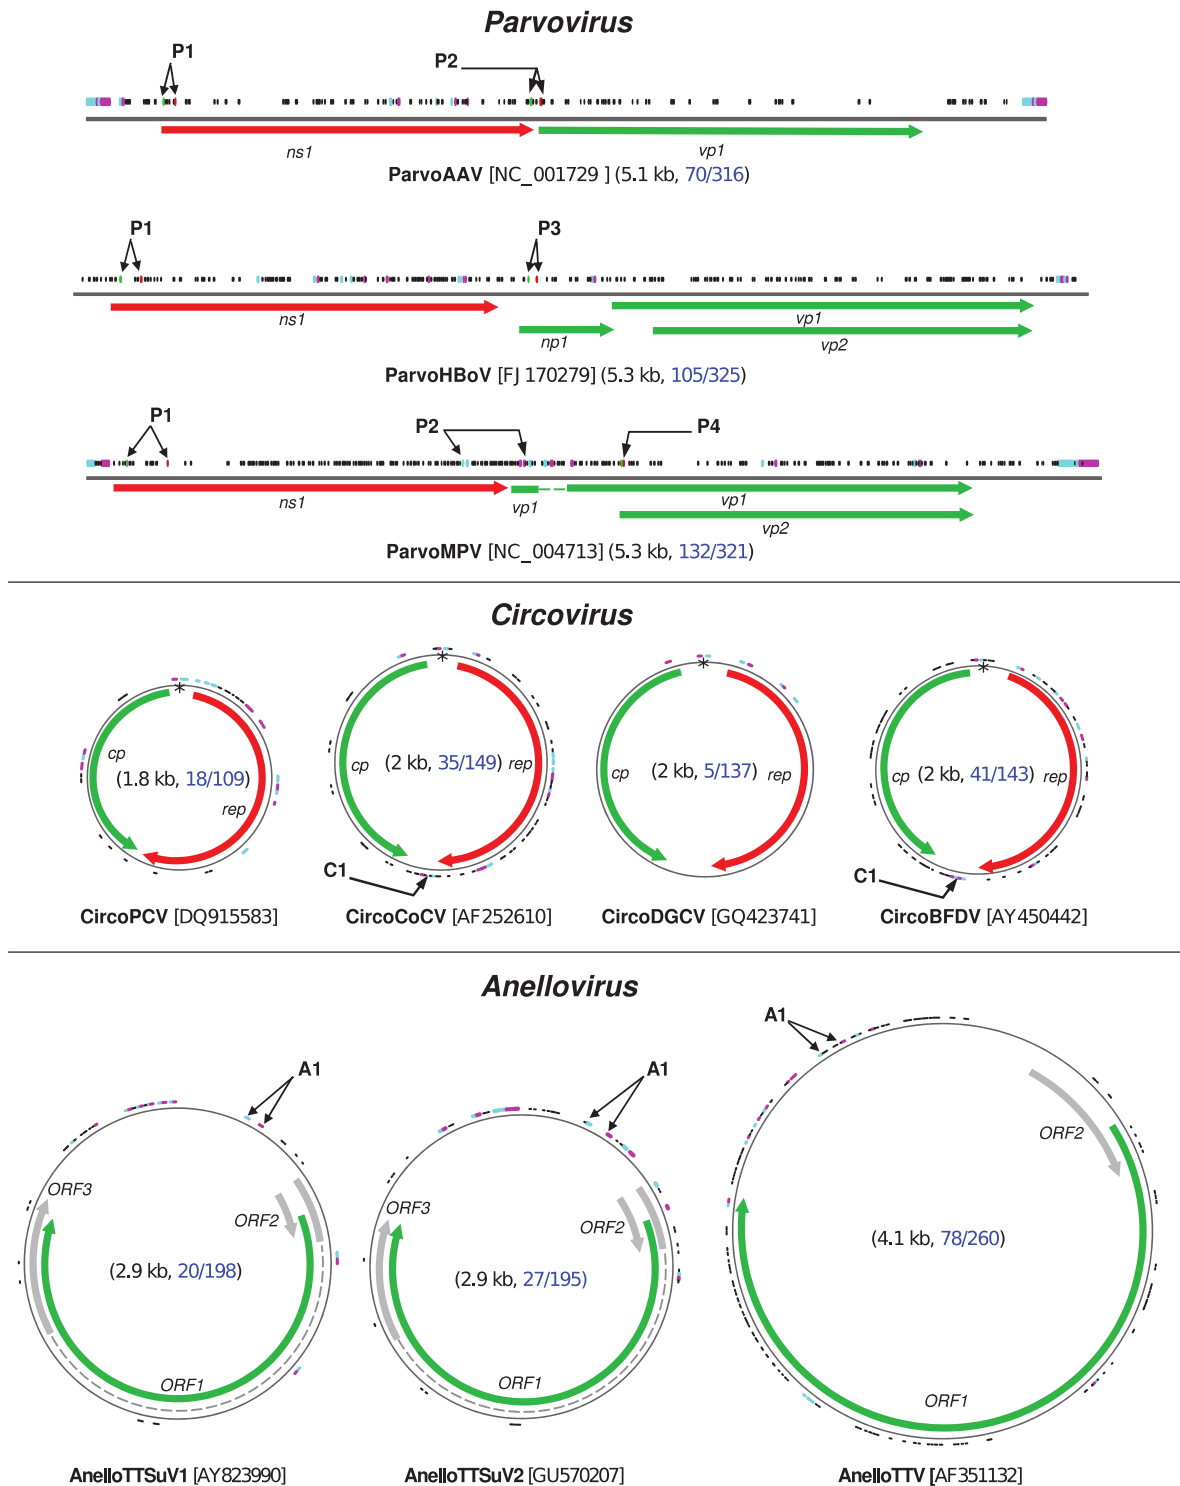 Parvovirus
P1 P2
ns1 vp1
ParvoAAV [NC_001729 ] (5.1 kb, 70/316)
P1 P3
ns1 vp1
np1 vp2
ParvoHBoV [FJ170279] (5.3 kb, 105/325)
P1 P2 P4
ns1 vp1 vp1
vp2
ParvoMPV [NC_004713] (5.3 kb, 132/321)
Circovirus
* * * *
cp (1.8 kb, 18/109) rep
cp (2 kb, 35/149) rep
cp (2 kb, 5/137) rep
cp (2 kb, 41/143) rep
C1 C1
CircoPCV [DQ915583] CircoCoCV [AF252610] CircoDGCV [GQ423741] CircoBFDV [AY450442]
Anellovirus
A1 A1 A1
ORF3 ORF2 (2.9 kb, 20/198) ORF1
ORF3 ORF2 (2.9 kb, 27/195) ORF1
ORF2 (4.1 kb, 78/260) ORF1
AnelloTTSuV1 [AY823990] AnelloTTSuV2 [GU570207] AnelloTTV [AF351132]